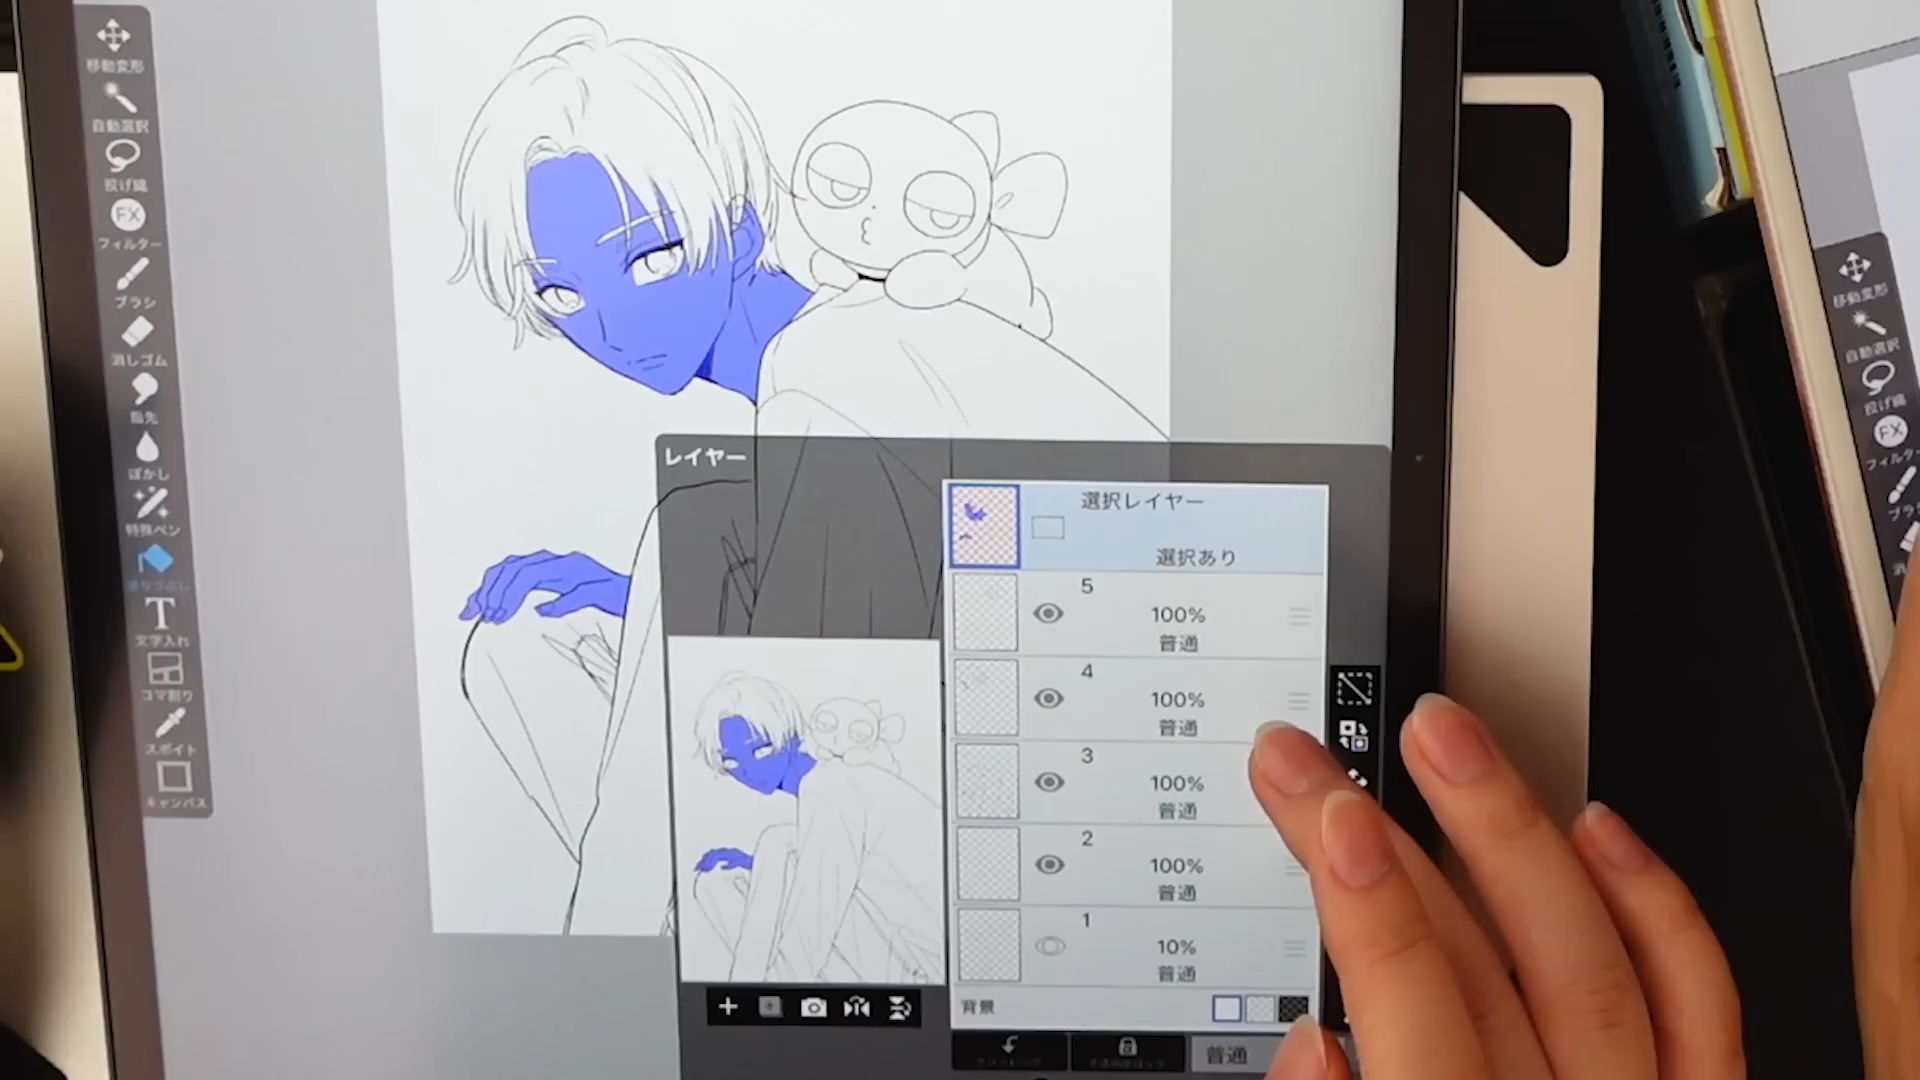 移動変形
自動選択
投げ縄
FX
フィルター
ブラシ
消しゴム
指先
ぼかし
特殊ペン
塗りつぶし
T
文字入れ
コマ割り
スポイト
キャンバス
レイヤー
選択レイヤー
選択あり
5
100%
普通
4
100%
普通
3
100%
普通
2
100%
普通
1
10%
普通
背景
普通
移動変形
自動選択
投げ縄
FX